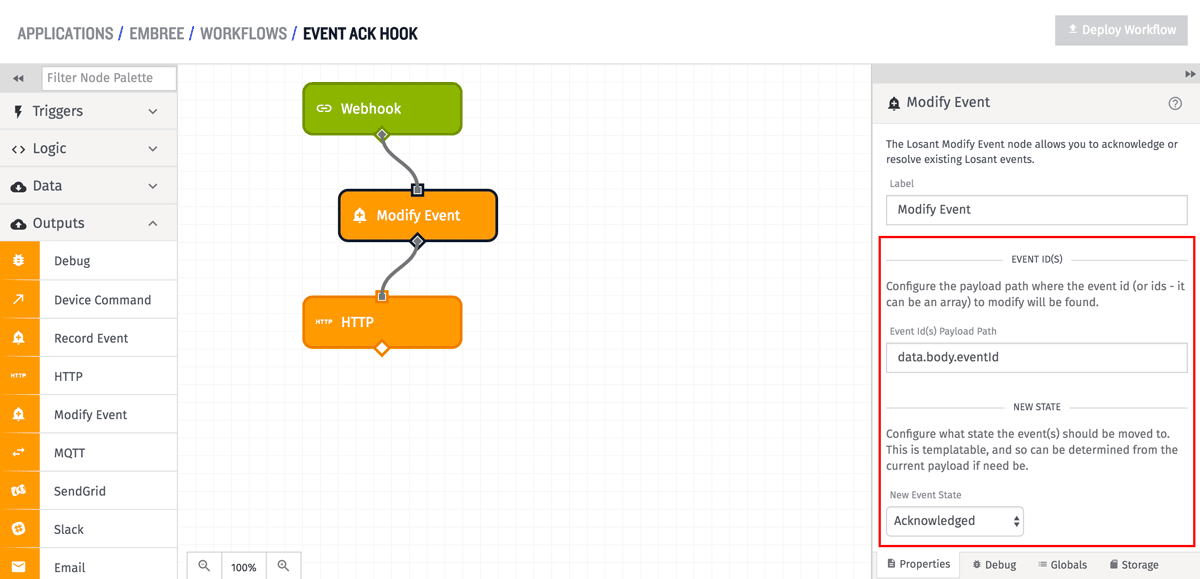 APPLICATIONS / EMBREE / WORKFLOWS / EVENT ACK HOOK
Deploy Workflow
Filter Node Palette
Triggers
Logic
Data
Outputs
Debug
Device Command
Record Event
HTTP
HTTP
Modify Event
MQTT
SendGrid
Slack
Email
Webhook
Modify Event
HTTP
HTTP
100%
Modify Event
The Losant Modify Event node allows you to acknowledge or
resolve existing Losant events.
Label
Modify Event
EVENT ID(S)
Configure the payload path where the event id (or ids - it
can be an array) to modify will be found.
Event Id(s) Payload Path
data.body.eventId
NEW STATE
Configure what state the event(s) should be moved to.
This is templatable, and so can be determined from the
current payload if need be.
New Event State
Acknowledged
Properties
Debug
Globals
Storage